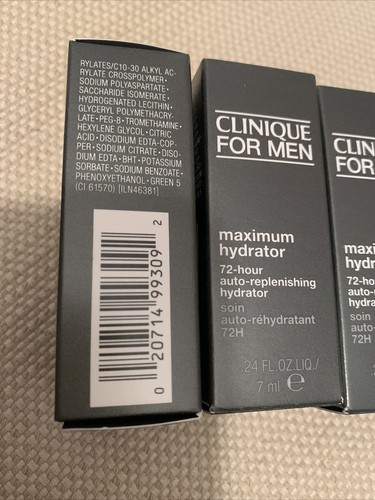 RYLATES/C10-30 ALKYL AC-
RYLATE CROSSPOLYMER•
SODIUM POLYASPARTATE•
SACCHARIDE ISOMERATE•
HYDROGENATED LECITHIN•
GLYCERYL POLYMETHACRY-
LATE•PEG-8•TROMETHAMINE•
HEXYLENE GLYCOL•CITRIC
ACID•DISODIUM EDTA-COP-
PER•SODIUM CITRATE•DISO-
DIUM EDTA•BHT•POTASSIUM
SORBATE•SODIUM BENZOATE•
PHENOXYETHANOL•GREEN 5
(CI 61570) [ILN46381]
0 20714 99309 2
CLINIQUE
FOR MEN
maximum
hydrator
72-hour
auto-replenishing
hydrator
soin
auto-réhydratant
72H
.24 FL.OZ.LIQ./
7 ml e
CLIN
FOR
maxi
hydra
72-ho
auto-
hydra
soin
auto-
72H